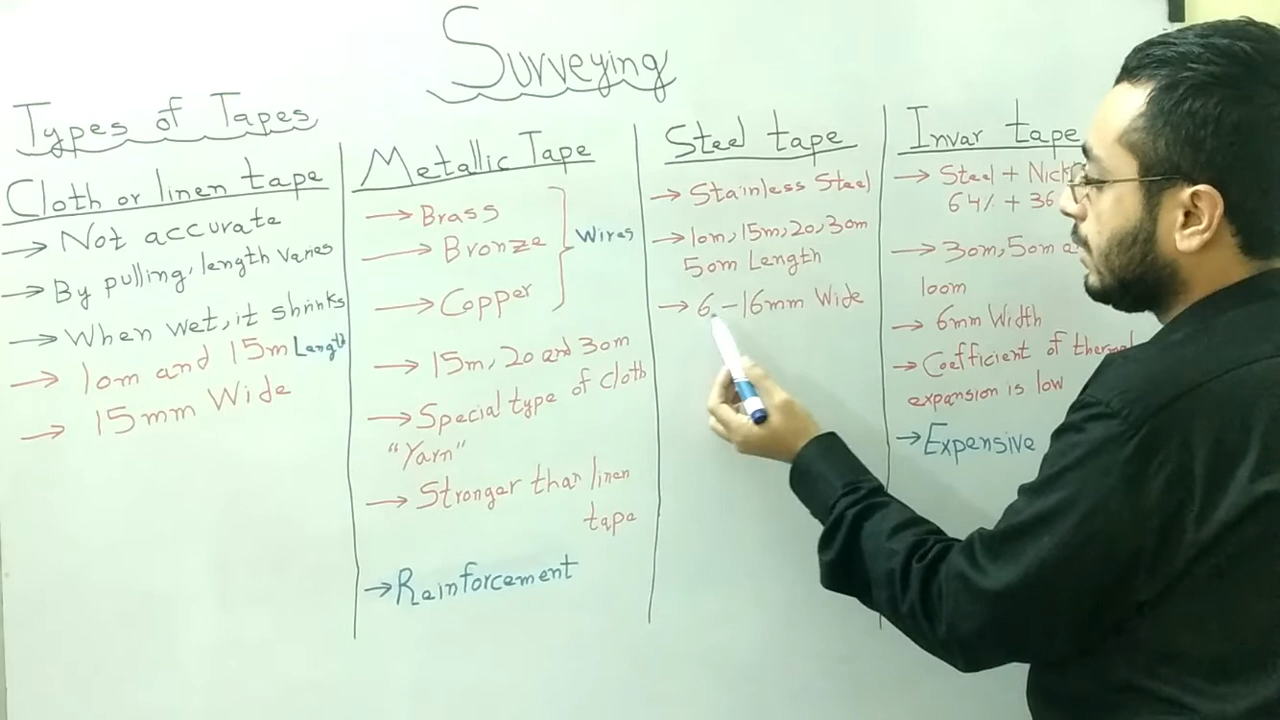 Surveying
Types of Tapes
Cloth or linen tape
→ Not accurate
→ By pulling, length varies
→ When wet, it shrinks
→ 10m and 15m Length
→ 15mm Wide
Metallic Tape
→ Brass
→ Bronze
→ Copper
Wires
→ 15m, 20 and 30m
→ Special type of cloth
"Yarn"
→ Stronger than linen
tape
→ Reinforcement
Steel tape
→ Stainless Steel
→ 10m, 15m, 20, 30m
50m Length
→ 6-16mm Wide
Invar tape
→ Steel +
64% + 36
→ 30m, 50m
100m
→ 6mm Width
→ Coefficient of thermal
expansion is low
→ Expensive